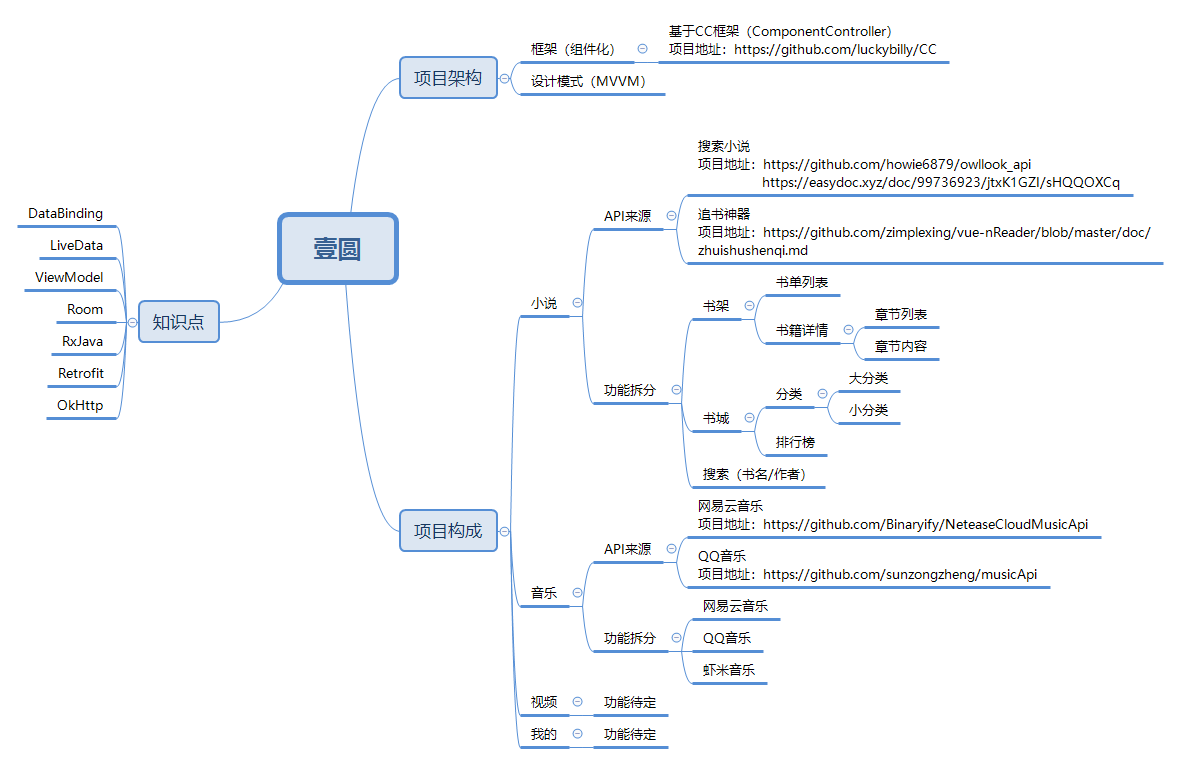 壹圆
项目架构
框架（组件化）
基于CC框架（ComponentController）
项目地址：https://github.com/luckybilly/CC
设计模式（MVVM）
知识点
DataBinding
LiveData
ViewModel
Room
RxJava
Retrofit
OkHttp
项目构成
小说
API来源
搜索小说
项目地址：https://github.com/howie6879/owllook_api
https://easydoc.xyz/doc/99736923/jtxK1GZI/sHQQOXCq
追书神器
项目地址：https://github.com/zimplexing/vue-nReader/blob/master/doc/
zhuishushenqi.md
功能拆分
书架
书单列表
书籍详情
章节列表
章节内容
书城
分类
大分类
小分类
排行榜
搜索（书名/作者）
音乐
API来源
网易云音乐
项目地址：https://github.com/Binaryify/NeteaseCloudMusicApi
QQ音乐
项目地址：https://github.com/sunzongzheng/musicApi
功能拆分
网易云音乐
QQ音乐
虾米音乐
视频
功能待定
我的
功能待定